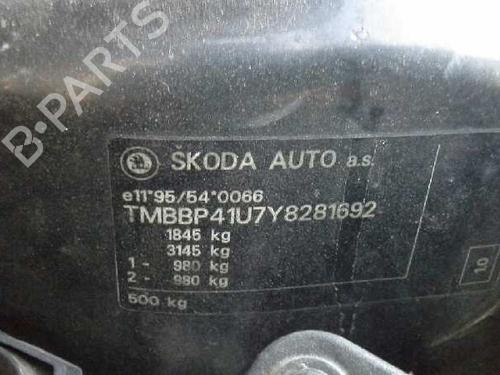 B-PARTS
ŠKODA AUTO a.s.
e11*95/54*0066
TMBBP41U7Y8281692
1845 kg
3145 kg
1 - 980 kg
2 - 980 kg
500 kg
10